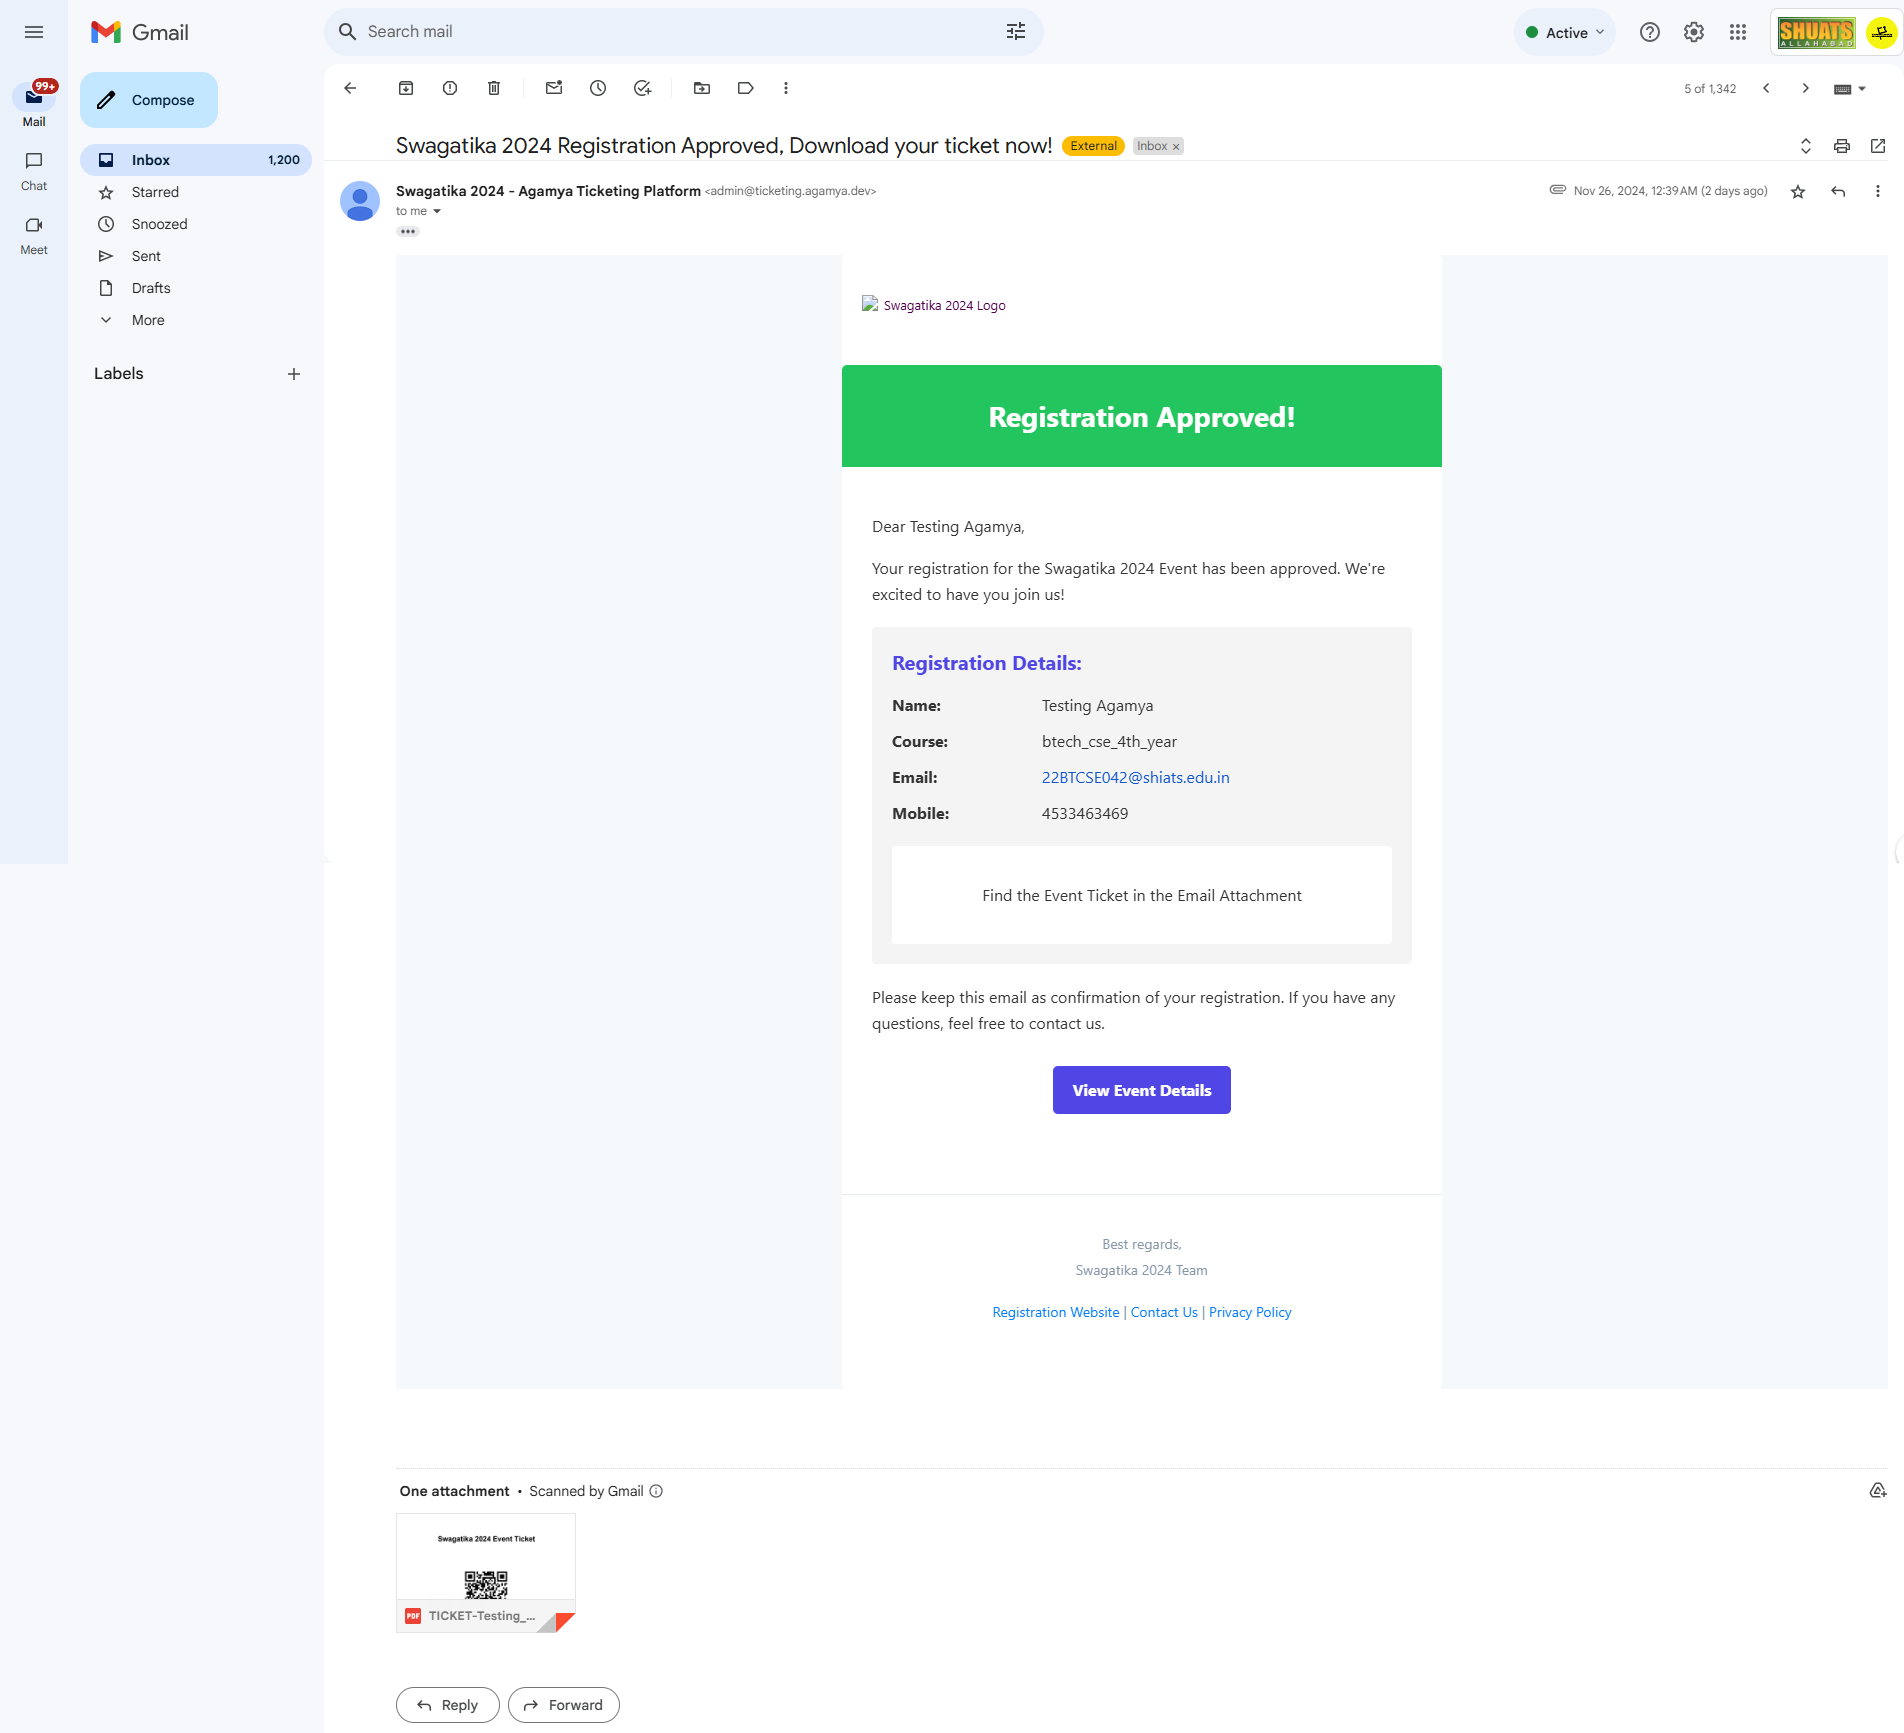 Gmail
Search mail
Active
SHUATS
ALLAHABAD
99+
Mail
Chat
Meet
Compose
Inbox 1,200
Starred
Snoozed
Sent
Drafts
More
Labels
5 of 1,342
Swagatika 2024 Registration Approved, Download your ticket now! External Inbox ×
Swagatika 2024 - Agamya Ticketing Platform <admin@ticketing.agamya.dev>
Nov 26, 2024, 12:39 AM (2 days ago)
to me
Swagatika 2024 Logo
Registration Approved!
Dear Testing Agamya,
Your registration for the Swagatika 2024 Event has been approved. We're
excited to have you join us!
Registration Details:
Name: Testing Agamya
Course: btech_cse_4th_year
Email: 22BTCSE042@shiats.edu.in
Mobile: 4533463469
Find the Event Ticket in the Email Attachment
Please keep this email as confirmation of your registration. If you have any
questions, feel free to contact us.
View Event Details
Best regards,
Swagatika 2024 Team
Registration Website | Contact Us | Privacy Policy
One attachment • Scanned by Gmail
Swagatika 2024 Event Ticket
PDF TICKET-Testing_...
Reply
Forward